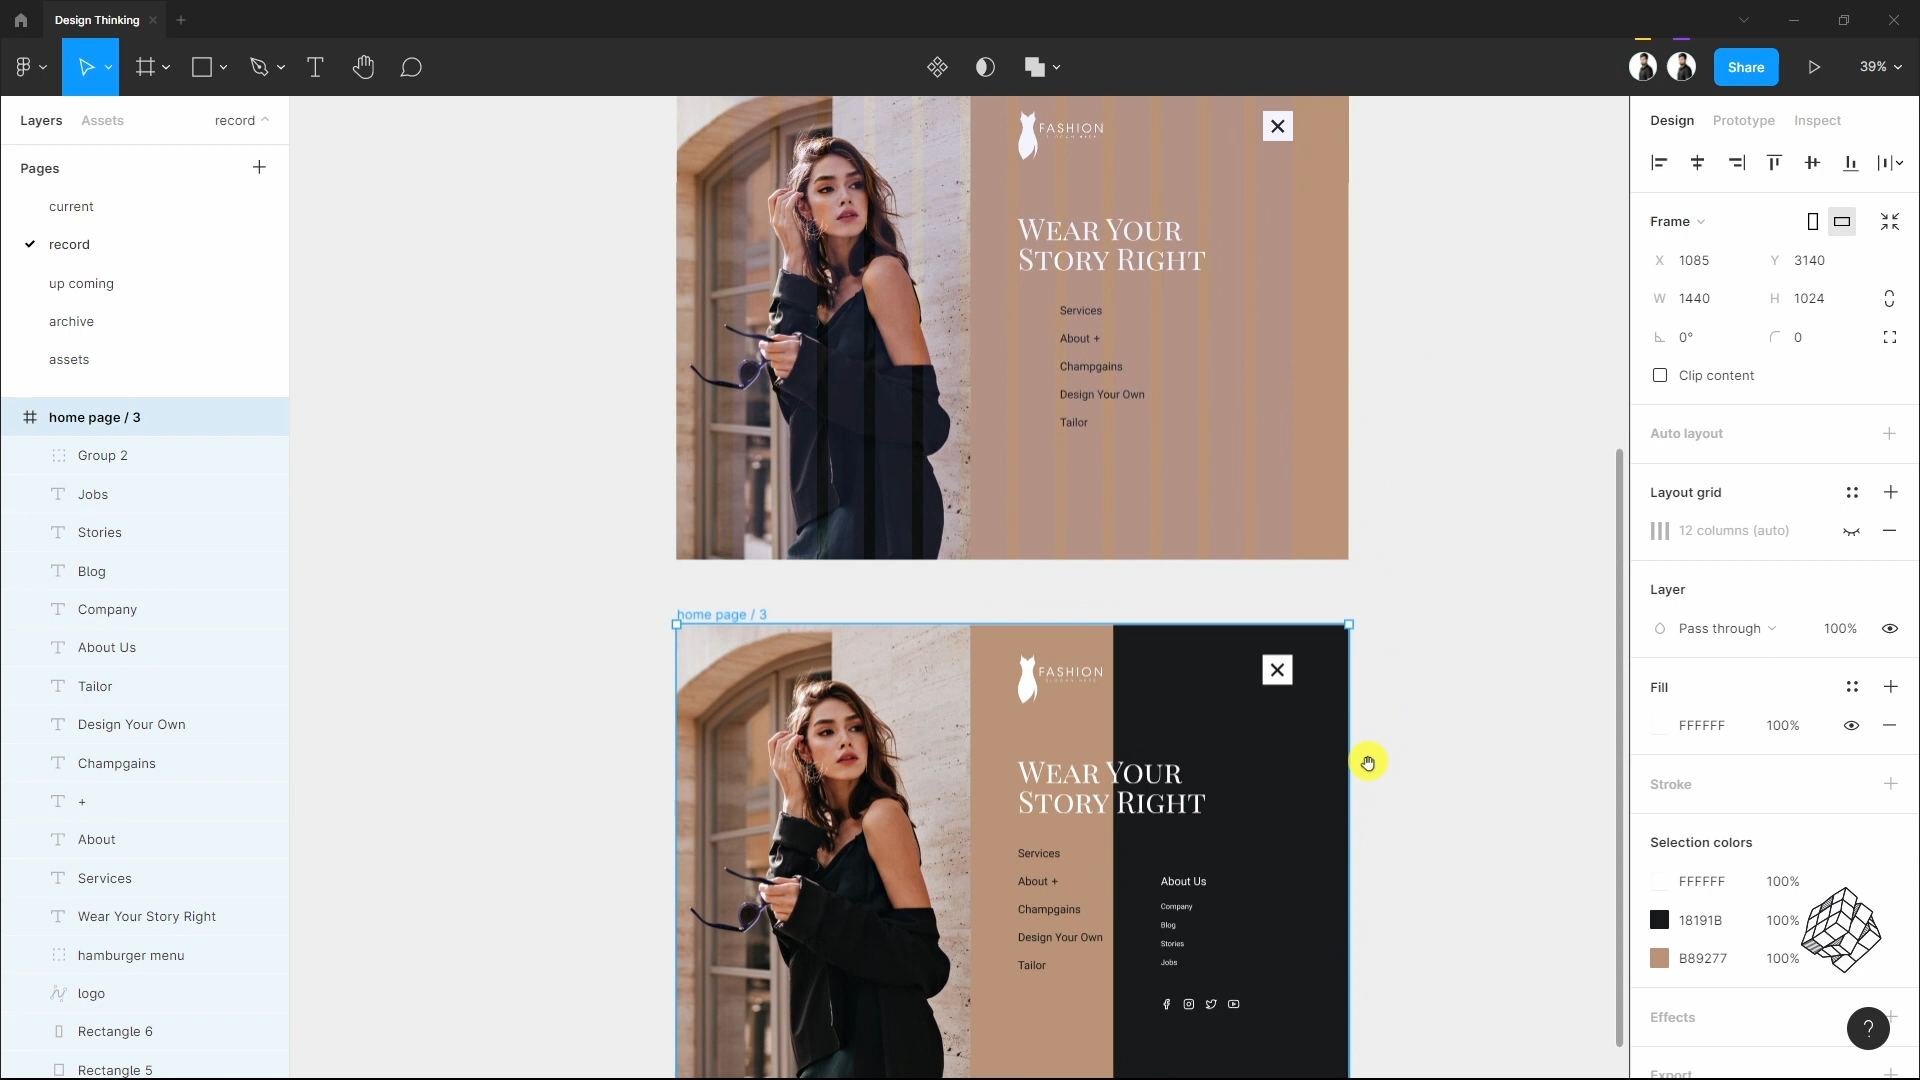 Design Thinking
Share
39%
Layers
Assets
record
Pages
current
record
up coming
archive
assets
home page / 3
Group 2
Jobs
Stories
Blog
Company
About Us
Tailor
Design Your Own
Champgains
+
About
Services
Wear Your Story Right
hamburger menu
logo
Rectangle 6
Rectangle 5
FASHION
WEAR YOUR
STORY RIGHT
Services
About +
Champgains
Design Your Own
Tailor
home page / 3
FASHION
SLOGAN HERE
WEAR YOUR
STORY RIGHT
Services
About +
Champgains
Design Your Own
Tailor
About Us
Company
Blog
Stories
Jobs
Design
Prototype
Inspect
Frame
X 1085
Y 3140
W 1440
H 1024
0°
0
Clip content
Auto layout
Layout grid
12 columns (auto)
Layer
Pass through
100%
Fill
FFFFFF
100%
Stroke
Selection colors
FFFFFF
100%
18191B
100%
B89277
100%
Effects
?
Export